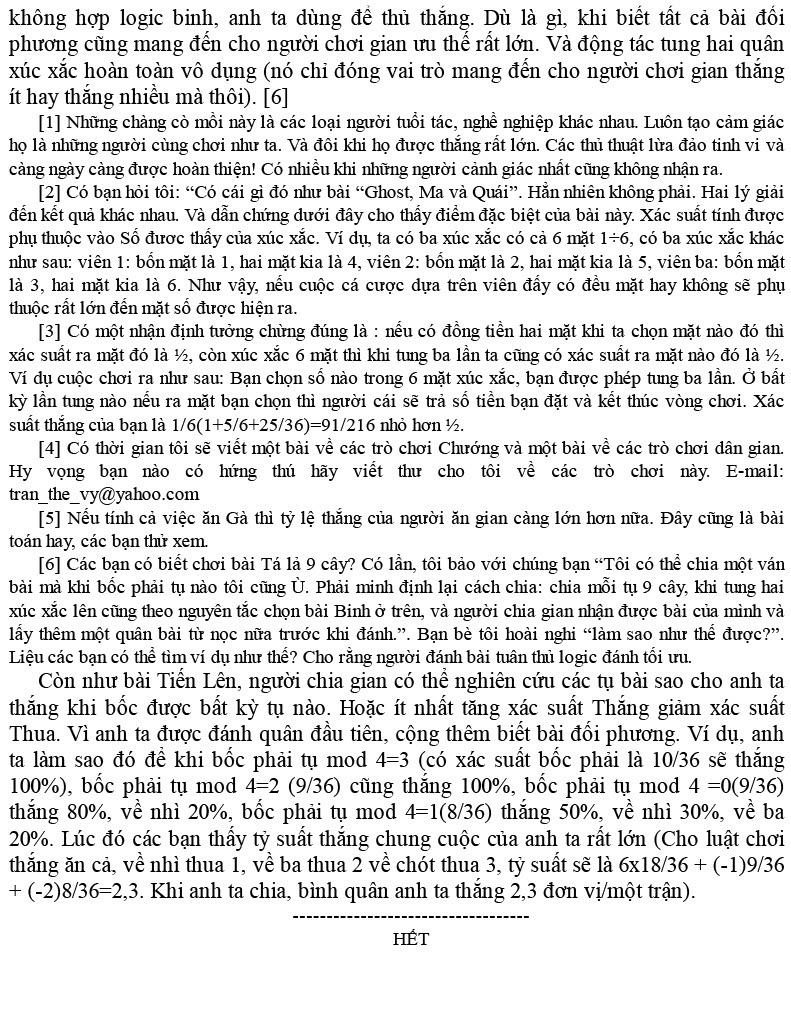 không hợp logic binh, anh ta dùng để thủ thắng. Dù là gì, khi biết tất cả bài đối
phương cũng mang đến cho người chơi gian ưu thế rất lớn. Và động tác tung hai quân
xúc xắc hoàn toàn vô dụng (nó chỉ đóng vai trò mang đến cho người chơi gian thắng
ít hay thắng nhiều mà thôi). [6]
[1] Những chàng cò mồi này là các loại người tuổi tác, nghề nghiệp khác nhau. Luôn tạo cảm giác
họ là những người cùng chơi như ta. Và đôi khi họ được thắng rất lớn. Các thủ thuật lừa đảo tinh vi và
càng ngày càng được hoàn thiện! Có nhiều khi những người cảnh giác nhất cũng không nhận ra.
[2] Có bạn hỏi tôi: “Có cái gì đó như bài “Ghost, Ma và Quái”. Hẳn nhiên không phải. Hai lý giải
đến kết quả khác nhau. Và dẫn chứng dưới đây cho thấy điểm đặc biệt của bài này. Xác suất tính được
phụ thuộc vào Số đươc thấy của xúc xắc. Ví dụ, ta có ba xúc xắc có cả 6 mặt 1÷6, có ba xúc xắc khác
như sau: viên 1: bốn mặt là 1, hai mặt kia là 4, viên 2: bốn mặt là 2, hai mặt kia là 5, viên ba: bốn mặt
là 3, hai mặt kia là 6. Như vậy, nếu cuộc cá cược dựa trên viên đấy có đều mặt hay không sẽ phụ
thuộc rất lớn đến mặt số được hiện ra.
[3] Có một nhận định tưởng chừng đúng là : nếu có đồng tiền hai mặt khi ta chọn mặt nào đó thì
xác suất ra mặt đó là ½, còn xúc xắc 6 mặt thì khi tung ba lần ta cũng có xác suất ra mặt nào đó là ½.
Ví dụ cuộc chơi ra như sau: Bạn chọn số nào trong 6 mặt xúc xắc, bạn được phép tung ba lần. Ở bất
kỳ lần tung nào nếu ra mặt bạn chọn thì người cái sẽ trả số tiền bạn đặt và kết thúc vòng chơi. Xác
suất thắng của bạn là 1/6(1+5/6+25/36)=91/216 nhỏ hơn ½.
[4] Có thời gian tôi sẽ viết một bài về các trò chơi Chướng và một bài về các trò chơi dân gian.
Hy vọng bạn nào có hứng thú hãy viết thư cho tôi về các trò chơi này. E-mail:
tran_the_vy@yahoo.com
[5] Nếu tính cả việc ăn Gà thì tỷ lệ thắng của người ăn gian càng lớn hơn nữa. Đây cũng là bài
toán hay, các bạn thử xem.
[6] Các bạn có biết chơi bài Tá lả 9 cây? Có lần, tôi bảo với chúng bạn “Tôi có thể chia một ván
bài mà khi bốc phải tụ nào tôi cũng Ù. Phải minh định lại cách chia: chia mỗi tụ 9 cây, khi tung hai
xúc xắc lên cũng theo nguyên tắc chọn bài Binh ở trên, và người chia gian nhận được bài của mình và
lấy thêm một quân bài từ nọc nữa trước khi đánh.”. Bạn bè tôi hoài nghi “làm sao như thế được?”.
Liệu các bạn có thể tìm ví dụ như thế? Cho rằng người đánh bài tuân thủ logic đánh tối ưu.
Còn như bài Tiến Lên, người chia gian có thể nghiên cứu các tụ bài sao cho anh ta
thắng khi bốc được bất kỳ tụ nào. Hoặc ít nhất tăng xác suất Thắng giảm xác suất
Thua. Vì anh ta được đánh quân đầu tiên, cộng thêm biết bài đối phương. Ví dụ, anh
ta làm sao đó để khi bốc phải tụ mod 4=3 (có xác suất bốc phải là 10/36 sẽ thắng
100%), bốc phải tụ mod 4=2 (9/36) cũng thắng 100%, bốc phải tụ mod 4 =0(9/36)
thắng 80%, về nhì 20%, bốc phải tụ mod 4=1(8/36) thắng 50%, về nhì 30%, về ba
20%. Lúc đó các bạn thấy tỷ suất thắng chung cuộc của anh ta rất lớn (Cho luật chơi
thắng ăn cả, về nhì thua 1, về ba thua 2 về chót thua 3, tỷ suất sẽ là 6x18/36 + (-1)9/36
+ (-2)8/36=2,3. Khi anh ta chia, bình quân anh ta thắng 2,3 đơn vị/một trận).
-----------------------------------
HẾT